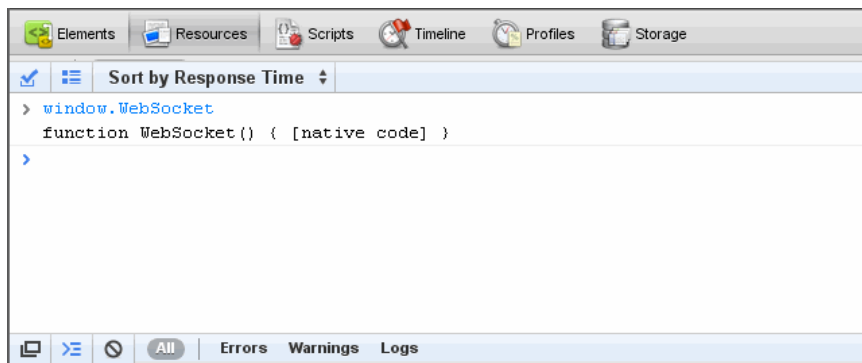 Elements Resources Scripts Timeline Profiles Storage
Sort by Response Time
> window.WebSocket
function WebSocket() { [native code] }
>
All Errors Warnings Logs